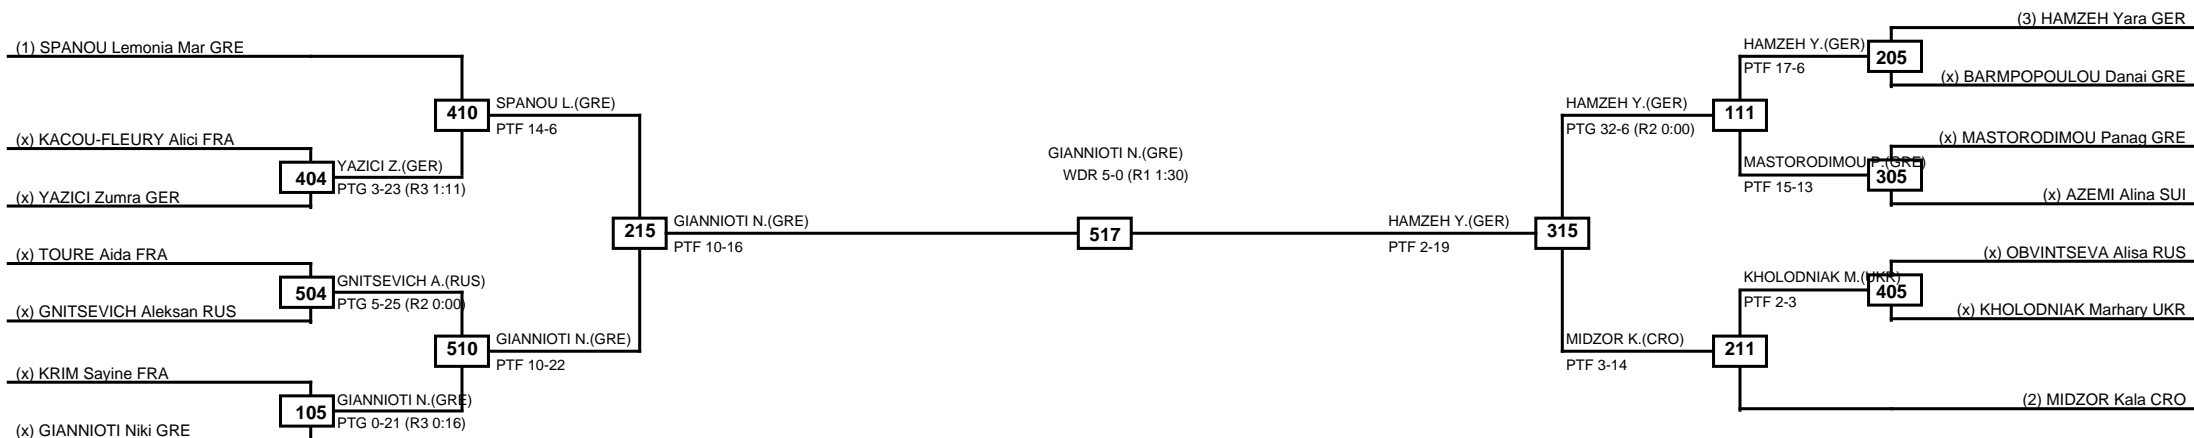 (1) SPANOU Lemonia Mar GRE
(x) KACOU-FLEURY Alici FRA
(x) YAZICI Zumra GER
(x) TOURE Aida FRA
(x) GNITSEVICH Aleksan RUS
(x) KRIM Sayine FRA
(x) GIANNIOTI Niki GRE
404
YAZICI Z.(GER)
PTG 3-23 (R3 1:11)
504
GNITSEVICH A.(RUS)
PTG 5-25 (R2 0:00)
105
GIANNIOTI N.(GRE)
PTG 0-21 (R3 0:16)
410
SPANOU L.(GRE)
PTF 14-6
510
GIANNIOTI N.(GRE)
PTF 10-22
215
GIANNIOTI N.(GRE)
PTF 10-16
GIANNIOTI N.(GRE)
WDR 5-0 (R1 1:30)
517
HAMZEH Y.(GER)
PTF 2-19
315
HAMZEH Y.(GER)
PTG 32-6 (R2 0:00)
111
MIDZOR K.(CRO)
PTF 3-14
211
HAMZEH Y.(GER)
PTF 17-6
205
MASTORODIMOU P.(GRE)
PTF 15-13
305
KHOLODNIAK M.(UKR)
PTF 2-3
405
(3) HAMZEH Yara GER
(x) BARMPOPOULOU Danai GRE
(x) MASTORODIMOU Panag GRE
(x) AZEMI Alina SUI
(x) OBVINTSEVA Alisa RUS
(x) KHOLODNIAK Marhary UKR
(2) MIDZOR Kala CRO